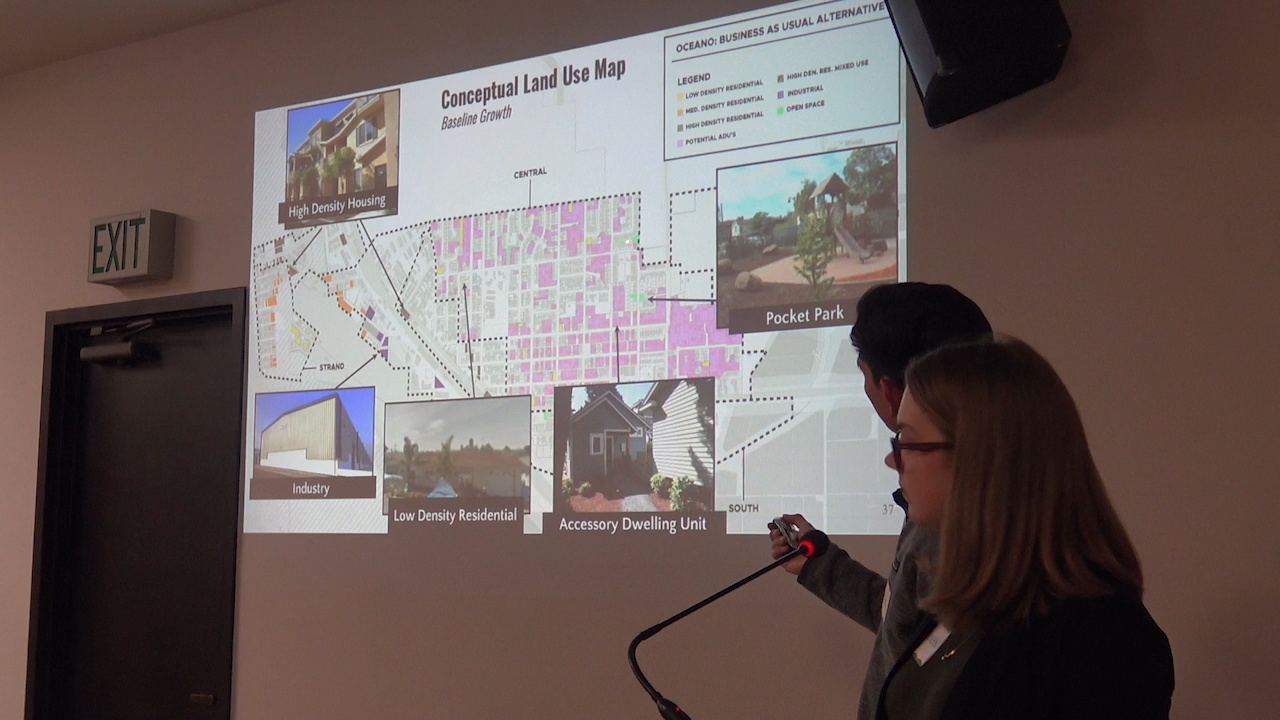 OCEANO: BUSINESS AS USUAL ALTERNATIVE
Conceptual Land Use Map
Baseline Growth
LEGEND
LOW DENSITY RESIDENTIAL
MED. DENSITY RESIDENTIAL
HIGH DENSITY RESIDENTIAL
POTENTIAL ADU'S
HIGH DEN. RES. MIXED USE
INDUSTRIAL
OPEN SPACE
CENTRAL
High Density Housing
EXIT
Pocket Park
STRAND
Industry
Low Density Residential
Accessory Dwelling Unit
SOUTH
37